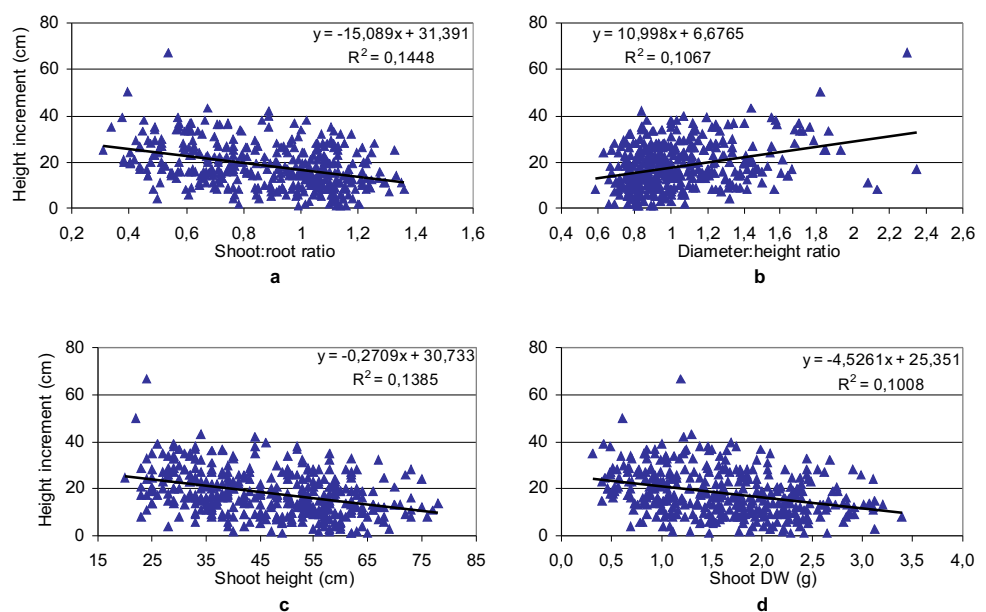 y = -15,089x + 31,391
R² = 0,1448
Height increment (cm)
80
60
40
20
0
0,2 0,4 0,6 0,8 1,0 1,2 1,4 1,6
Shoot:root ratio
a
y = 10,998x + 6,6765
R² = 0,1067
80
60
40
20
0
0,4 0,6 0,8 1 1,2 1,4 1,6 1,8 2 2,2 2,4 2,6
Diameter:height ratio
b
y = -0,2709x + 30,733
R² = 0,1385
Height increment (cm)
80
60
40
20
0
15 25 35 45 55 65 75 85
Shoot height (cm)
c
y = -4,5261x + 25,351
R² = 0,1008
80
60
40
20
0
0,0 0,5 1,0 1,5 2,0 2,5 3,0 3,5 4,0
Shoot DW (g)
d